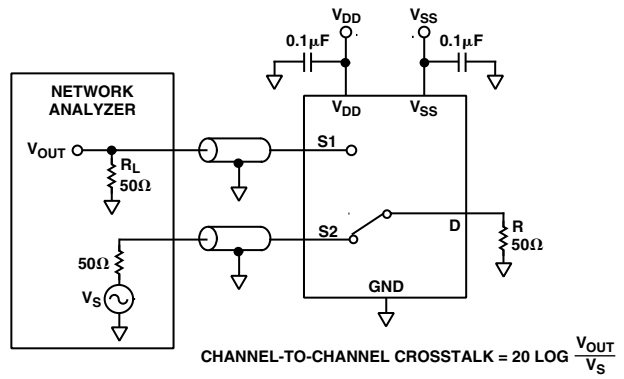 V_DD
V_SS
0.1µF
0.1µF
NETWORK
ANALYZER
V_DD
V_SS
V_OUT
S1
R_L
50Ω
S2
D
R
50Ω
50Ω
V_S
GND
CHANNEL-TO-CHANNEL CROSSTALK = 20 LOG V_OUT / V_S